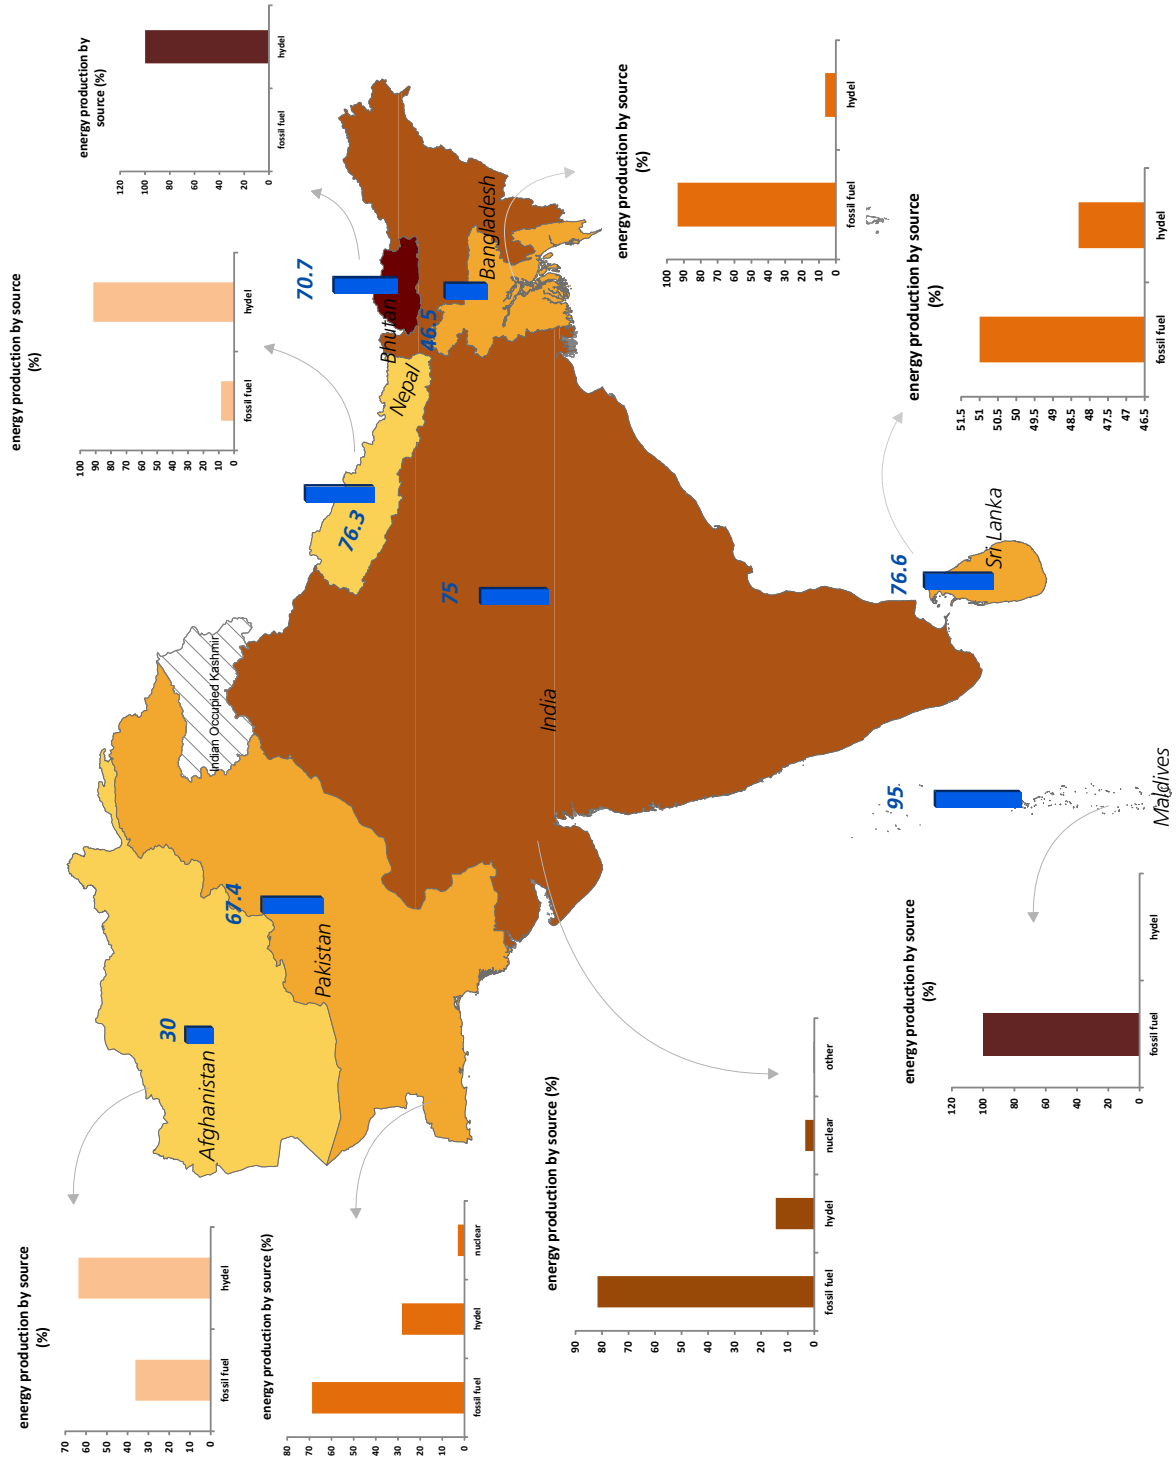 energy production by source
(%)
70
60
50
40
30
20
10
0
fossil fuel
hydel
energy production by source (%)
80
70
60
50
40
30
20
10
0
fossil fuel
hydel
nuclear
energy production by source
(%)
100
90
80
70
60
50
40
30
20
10
0
fossil fuel
hydel
energy production by
source (%)
120
100
80
60
40
20
0
fossil fuel
hydel
energy production by source
(%)
100
90
80
70
60
50
40
30
20
10
0
fossil fuel
hydel
energy production by source
(%)
51.5
51
50.5
50
49.5
49
48.5
48
47.5
47
46.5
fossil fuel
hydel
energy production by source
(%)
120
100
80
60
40
20
0
fossil fuel
hydel
energy production by source (%)
90
80
70
60
50
40
30
20
10
0
fossil fuel
hydel
nuclear
other
30
Afghanistan
67.4
Pakistan
Indian Occupied Kashmir
76.3
Nepal
70.7
Bhutan
46.5
Bangladesh
75
India
76.6
Sri Lanka
95
Maldives